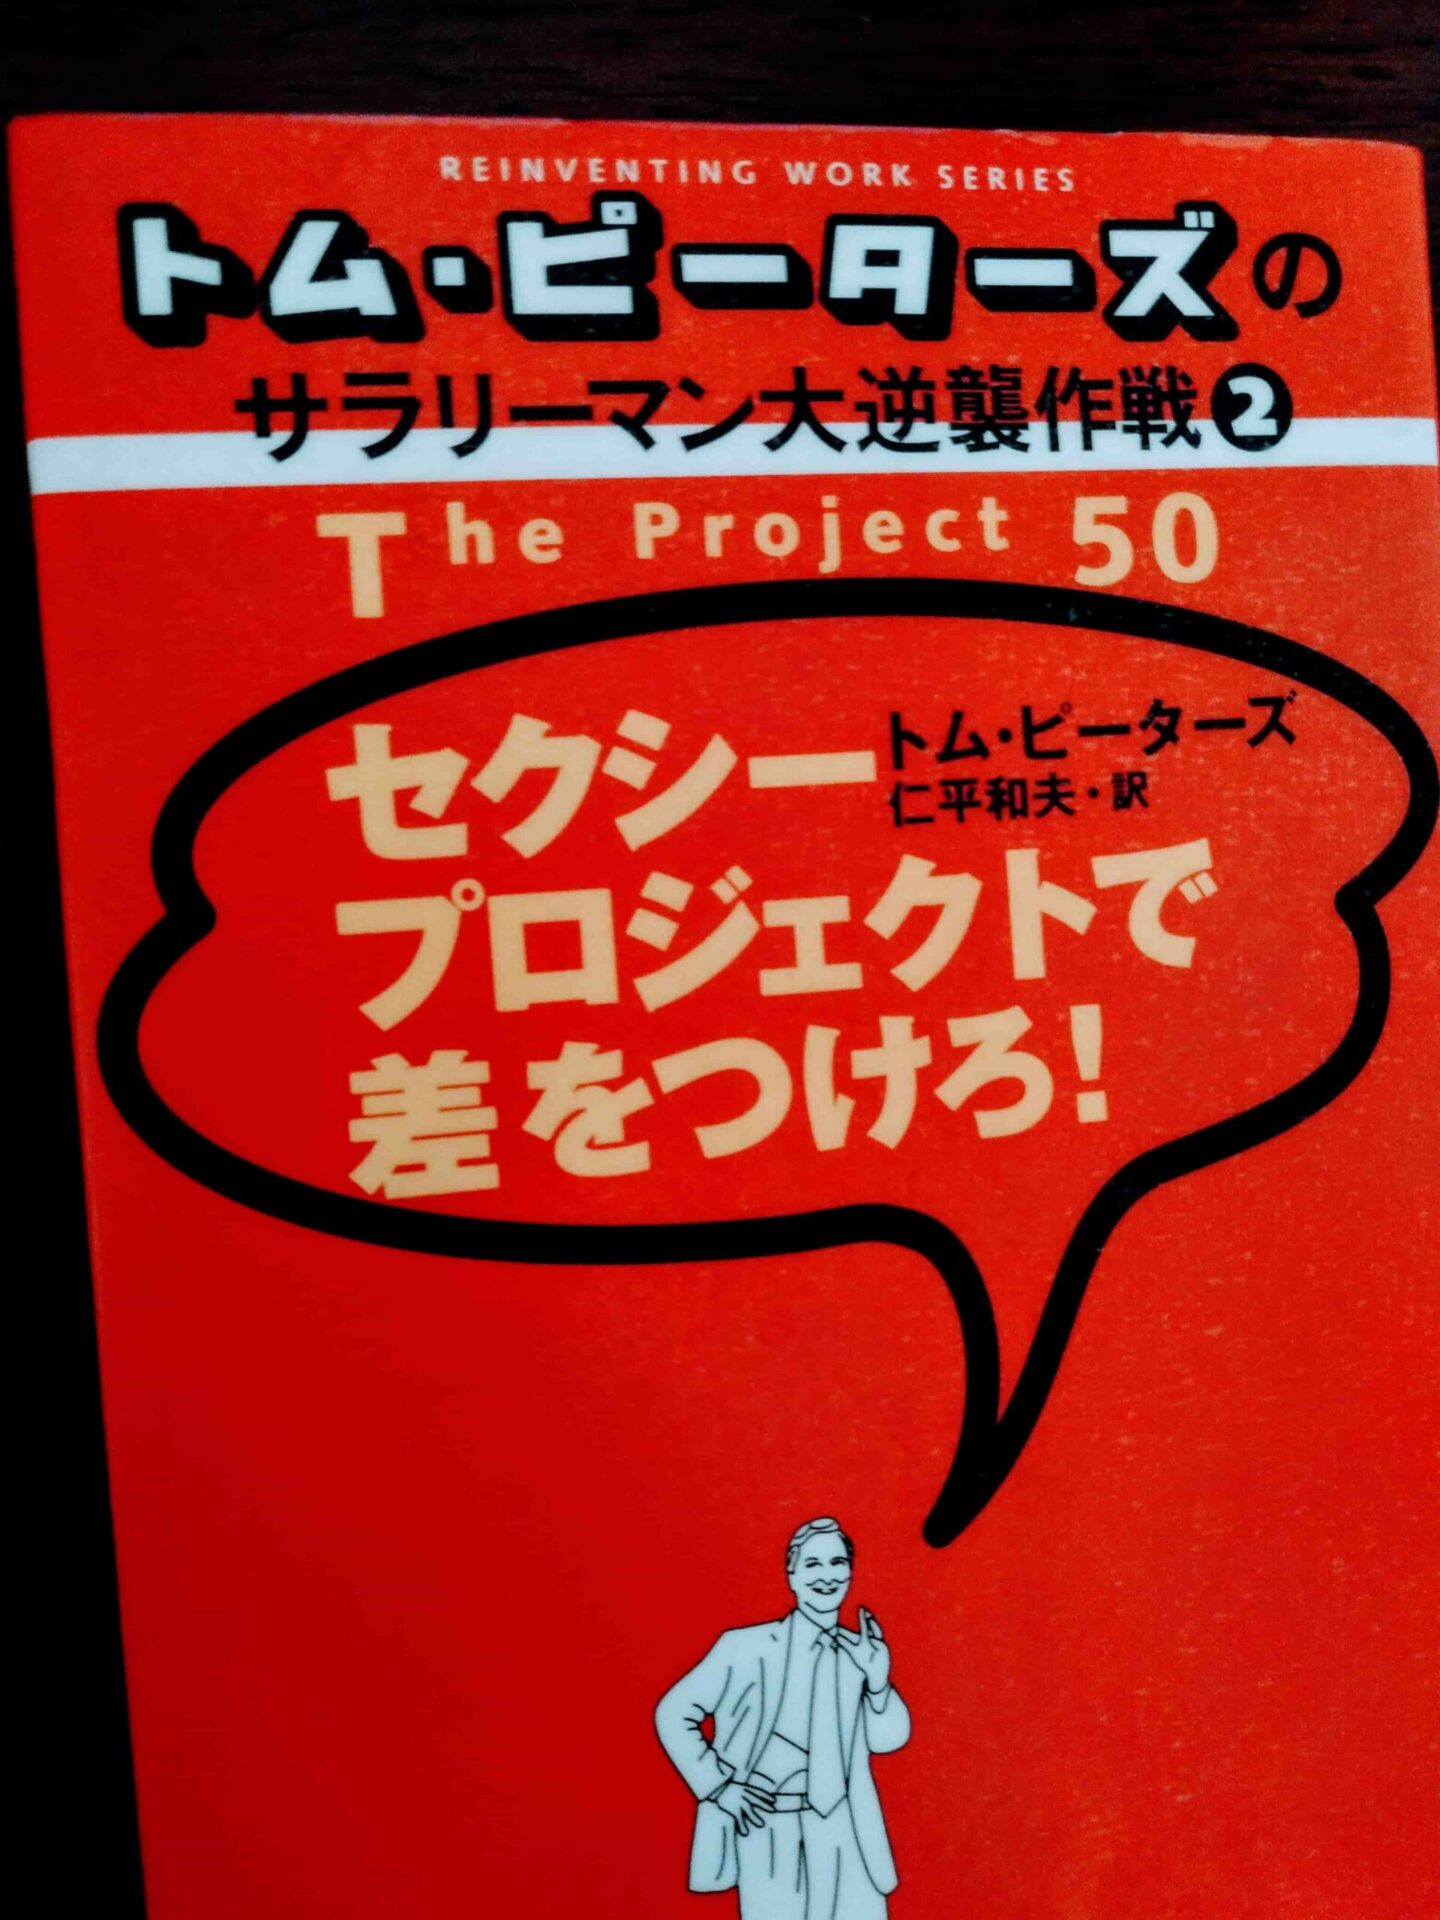 REINVENTING WORK SERIES
トム・ピーターズの
サラリーマン大逆襲作戦❷
The Project 50
セクシー
トム・ピーターズ
仁平和夫・訳
プロジェクトで
差をつけろ!